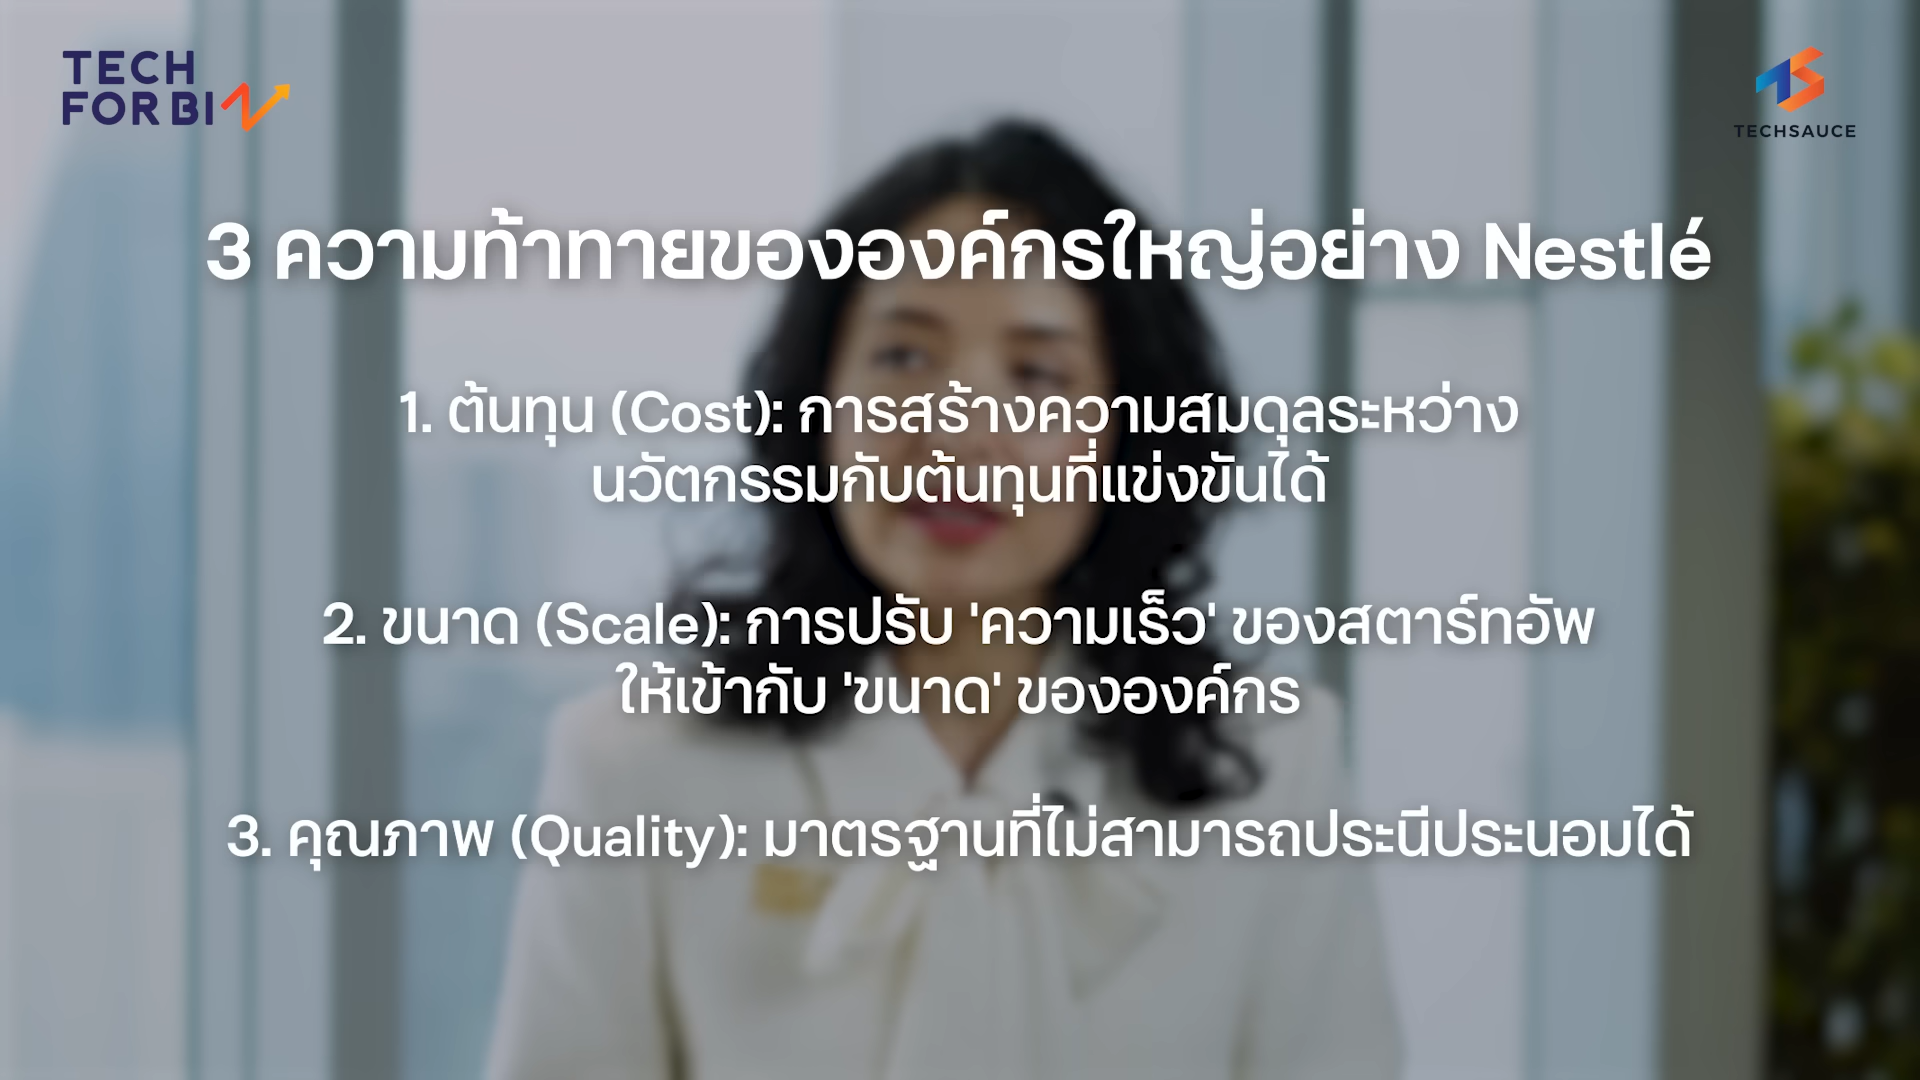 TECH
FOR BIZ
TECHSAUCE
3 ความท้าทายขององค์กรใหญ่อย่าง Nestlé
1. ต้นทุน (Cost): การสร้างความสมดุลระหว่าง
นวัตกรรมกับต้นทุนที่แข่งขันได้
2. ขนาด (Scale): การปรับ 'ความเร็ว' ของสตาร์ทอัพ
ให้เข้ากับ 'ขนาด' ขององค์กร
3. คุณภาพ (Quality): มาตรฐานที่ไม่สามารถประนีประนอมได้